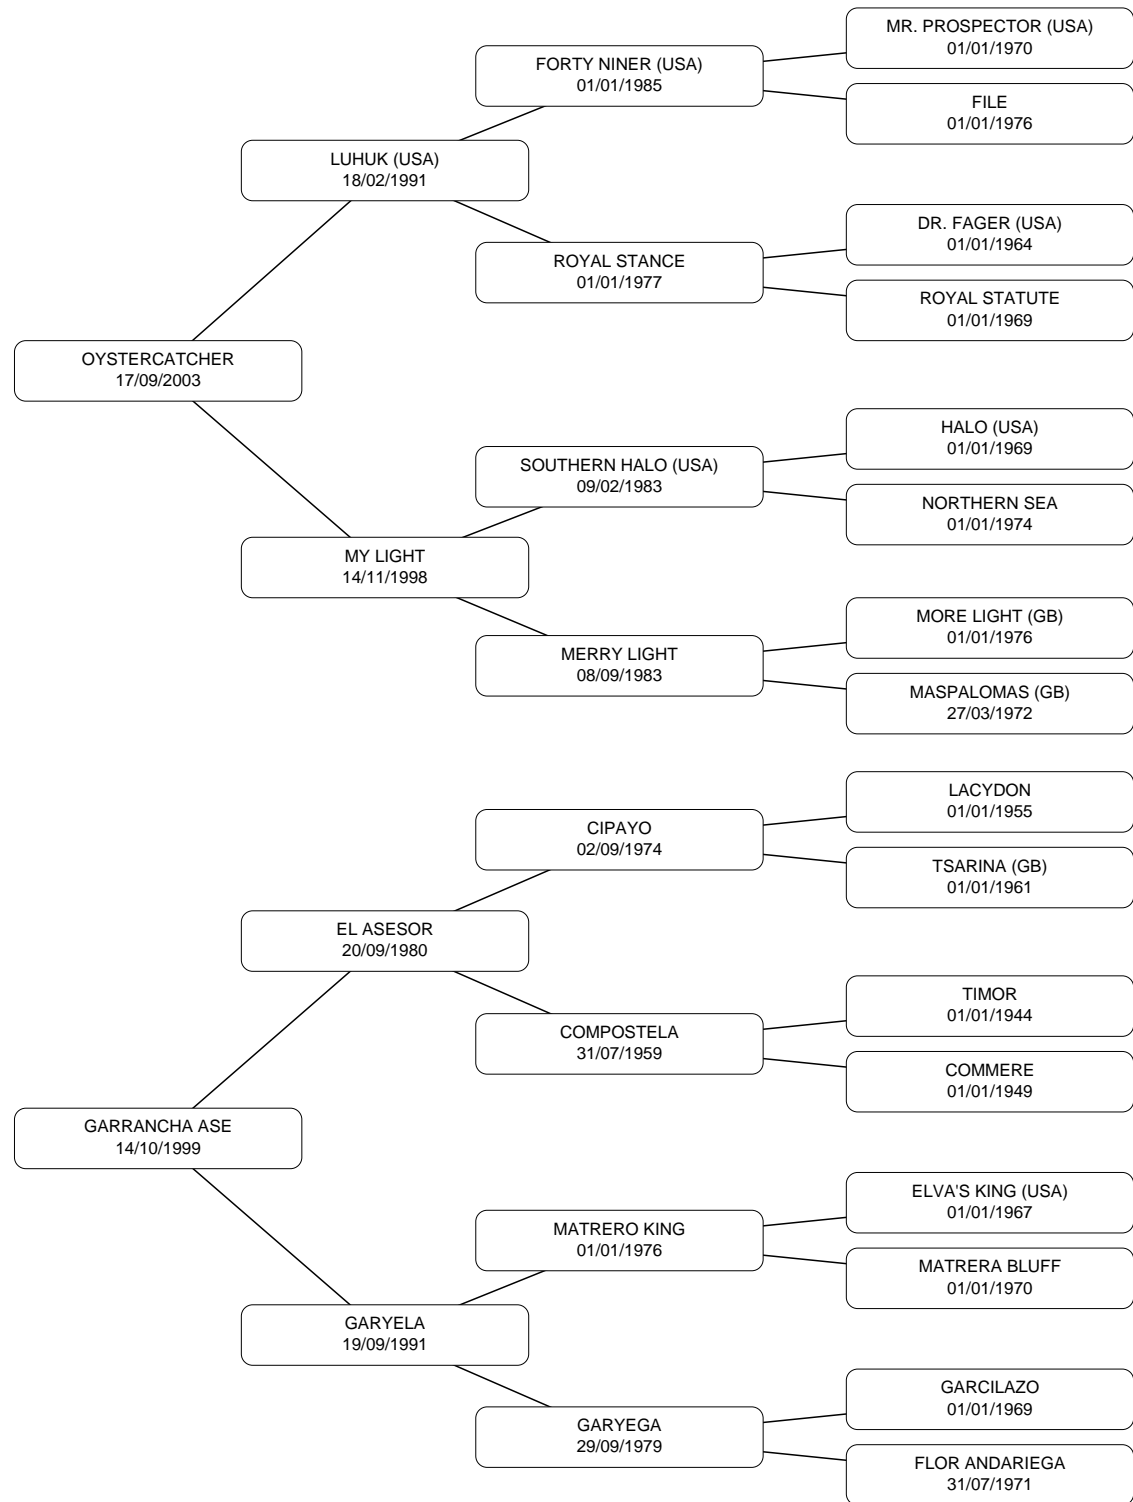 MR. PROSPECTOR (USA)
01/01/1970
FORTY NINER (USA)
01/01/1985
FILE
01/01/1976
LUHUK (USA)
18/02/1991
DR. FAGER (USA)
01/01/1964
ROYAL STANCE
01/01/1977
ROYAL STATUTE
01/01/1969
OYSTERCATCHER
17/09/2003
HALO (USA)
01/01/1969
SOUTHERN HALO (USA)
09/02/1983
NORTHERN SEA
01/01/1974
MY LIGHT
14/11/1998
MORE LIGHT (GB)
01/01/1976
MERRY LIGHT
08/09/1983
MASPALOMAS (GB)
27/03/1972
LACYDON
01/01/1955
CIPAYO
02/09/1974
TSARINA (GB)
01/01/1961
EL ASESOR
20/09/1980
TIMOR
01/01/1944
COMPOSTELA
31/07/1959
COMMERE
01/01/1949
GARRANCHA ASE
14/10/1999
ELVA'S KING (USA)
01/01/1967
MATRERO KING
01/01/1976
MATRERA BLUFF
01/01/1970
GARYELA
19/09/1991
GARCILAZO
01/01/1969
GARYEGA
29/09/1979
FLOR ANDARIEGA
31/07/1971